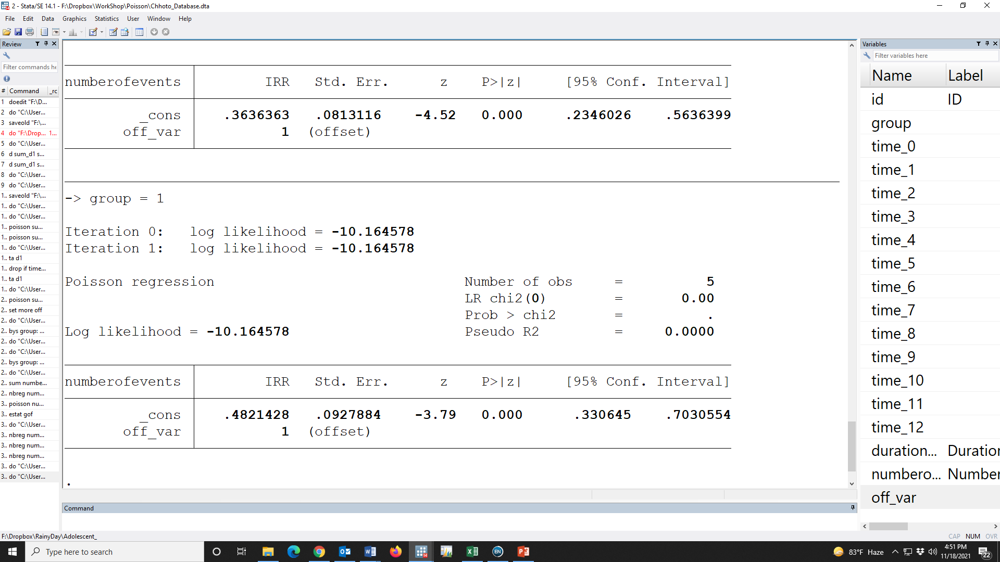 2 - Stata/SE 14.1 - F:\Dropbox\WorkShop\Poisson\Chhoto_Database.dta
File Edit Data Graphics Statistics User Window Help
Review
Filter commands he
# Command _rc
1 doedit "F:\D...
2 do "C:\User...
3 saveold "F:\...
4 do "F:\Drop... 1...
5 do "C:\User...
6 d sum_d1 s...
7 d sum_d1 s...
8 do "C:\User...
9 do "C:\User...
1.. saveold "F:\...
1.. do "C:\User...
1.. do "C:\User...
1.. poisson su...
1.. poisson su...
1.. do "C:\User...
1.. ta d1
1.. drop if time...
1.. ta d1
1.. do "C:\User...
2.. poisson su...
2.. set more off
2.. do "C:\User...
2.. bys group: ...
2.. do "C:\User...
2.. do "C:\User...
2.. bys group: ...
2.. do "C:\User...
2.. sum numbe...
2.. nbreg num...
3.. poisson nu...
3.. estat gof
3.. do "C:\User...
3.. nbreg num...
3.. nbreg num...
3.. nbreg num...
3.. do "C:\User...
3.. do "C:\User...
numberofevents IRR Std. Err. z P>|z| [95% Conf. Interval]
_cons .3636363 .0813116 -4.52 0.000 .2346026 .5636399
off_var 1 (offset)
-> group = 1
Iteration 0: log likelihood = -10.164578
Iteration 1: log likelihood = -10.164578
Poisson regression Number of obs = 5
LR chi2(0) = 0.00
Prob > chi2 = .
Log likelihood = -10.164578 Pseudo R2 = 0.0000
numberofevents IRR Std. Err. z P>|z| [95% Conf. Interval]
_cons .4821428 .0927884 -3.79 0.000 .330645 .7030554
off_var 1 (offset)
.
Command
Variables
Filter variables here
Name Label
id ID
group
time_0
time_1
time_2
time_3
time_4
time_5
time_6
time_7
time_8
time_9
time_10
time_11
time_12
duration... Duration
numbero... Number
off_var
F:\Dropbox\RainyDay\Adolescent_
CAP NUM OVR
Type here to search
14
EN
83°F Haze
4:51 PM
11/18/2021
22